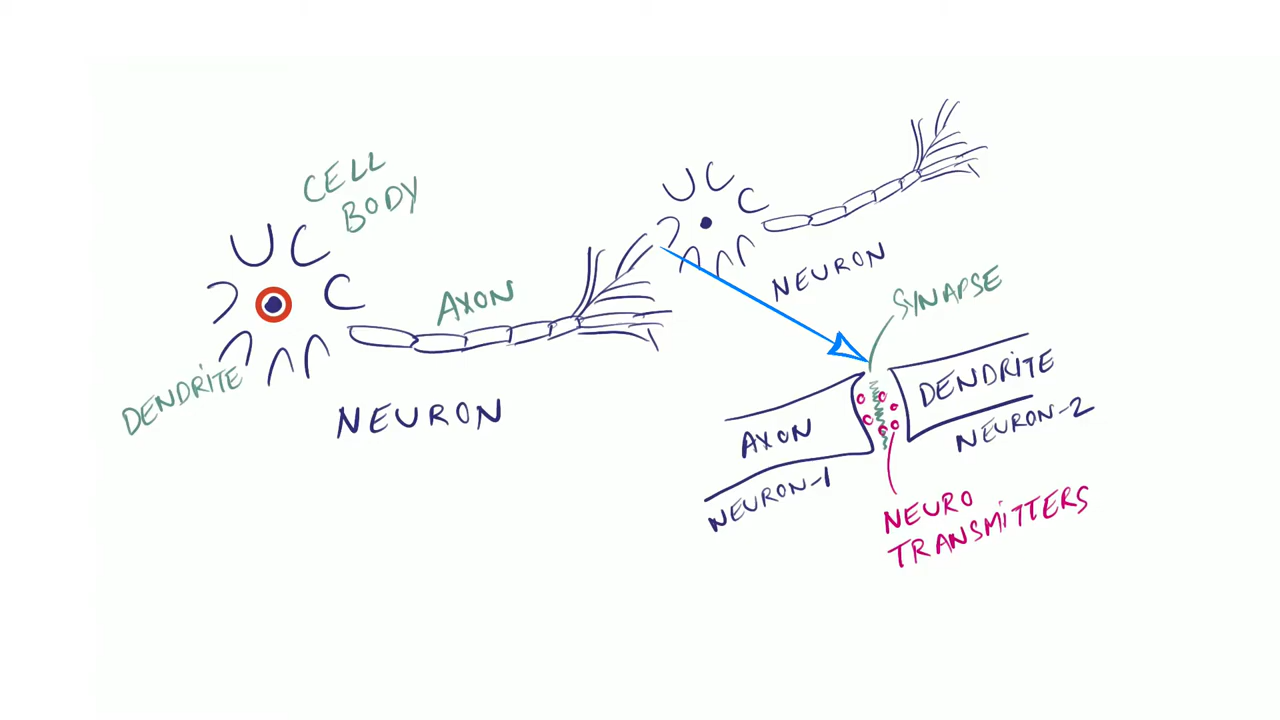 CELL
BODY
AXON
DENDRITE
NEURON
NEURON
SYNAPSE
DENDRITE
NEURON-2
AXON
NEURON-1
NEURO
TRANSMITTERS